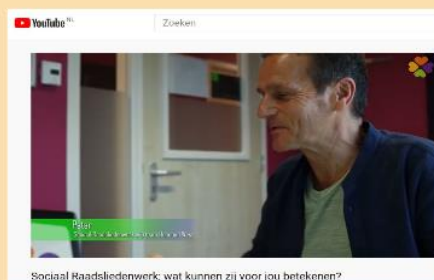 YouTube NL
Zoeken
Peter
Sociaal Raadsliedenwerk: wat kunnen zij voor jou betekenen?